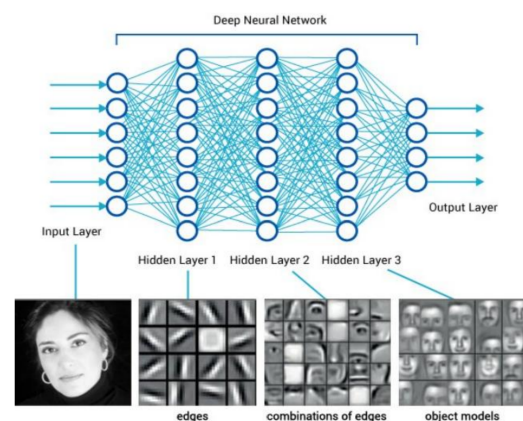 Deep Neural Network
Input Layer
Output Layer
Hidden Layer 1
Hidden Layer 2
Hidden Layer 3
edges
combinations of edges
object models